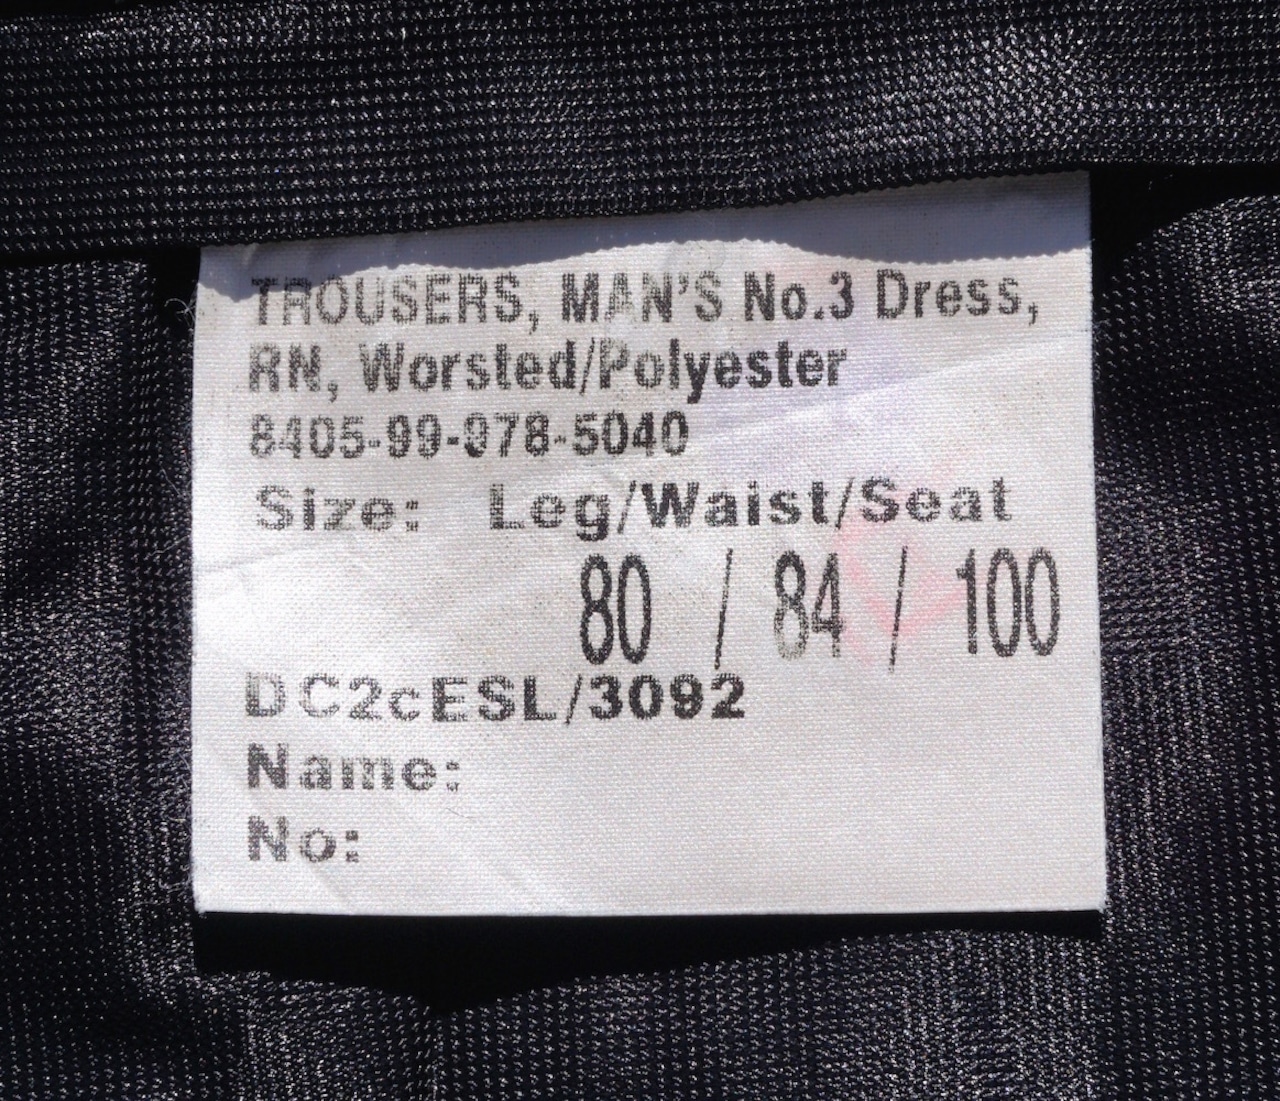 TROUSERS, MAN'S No.3 Dress,
RN, Worsted/Polyester
8405-99-978-5040
Size: Leg/Waist/Seat
80 / 84 / 100
DC2cESL/3092
Name:
No: